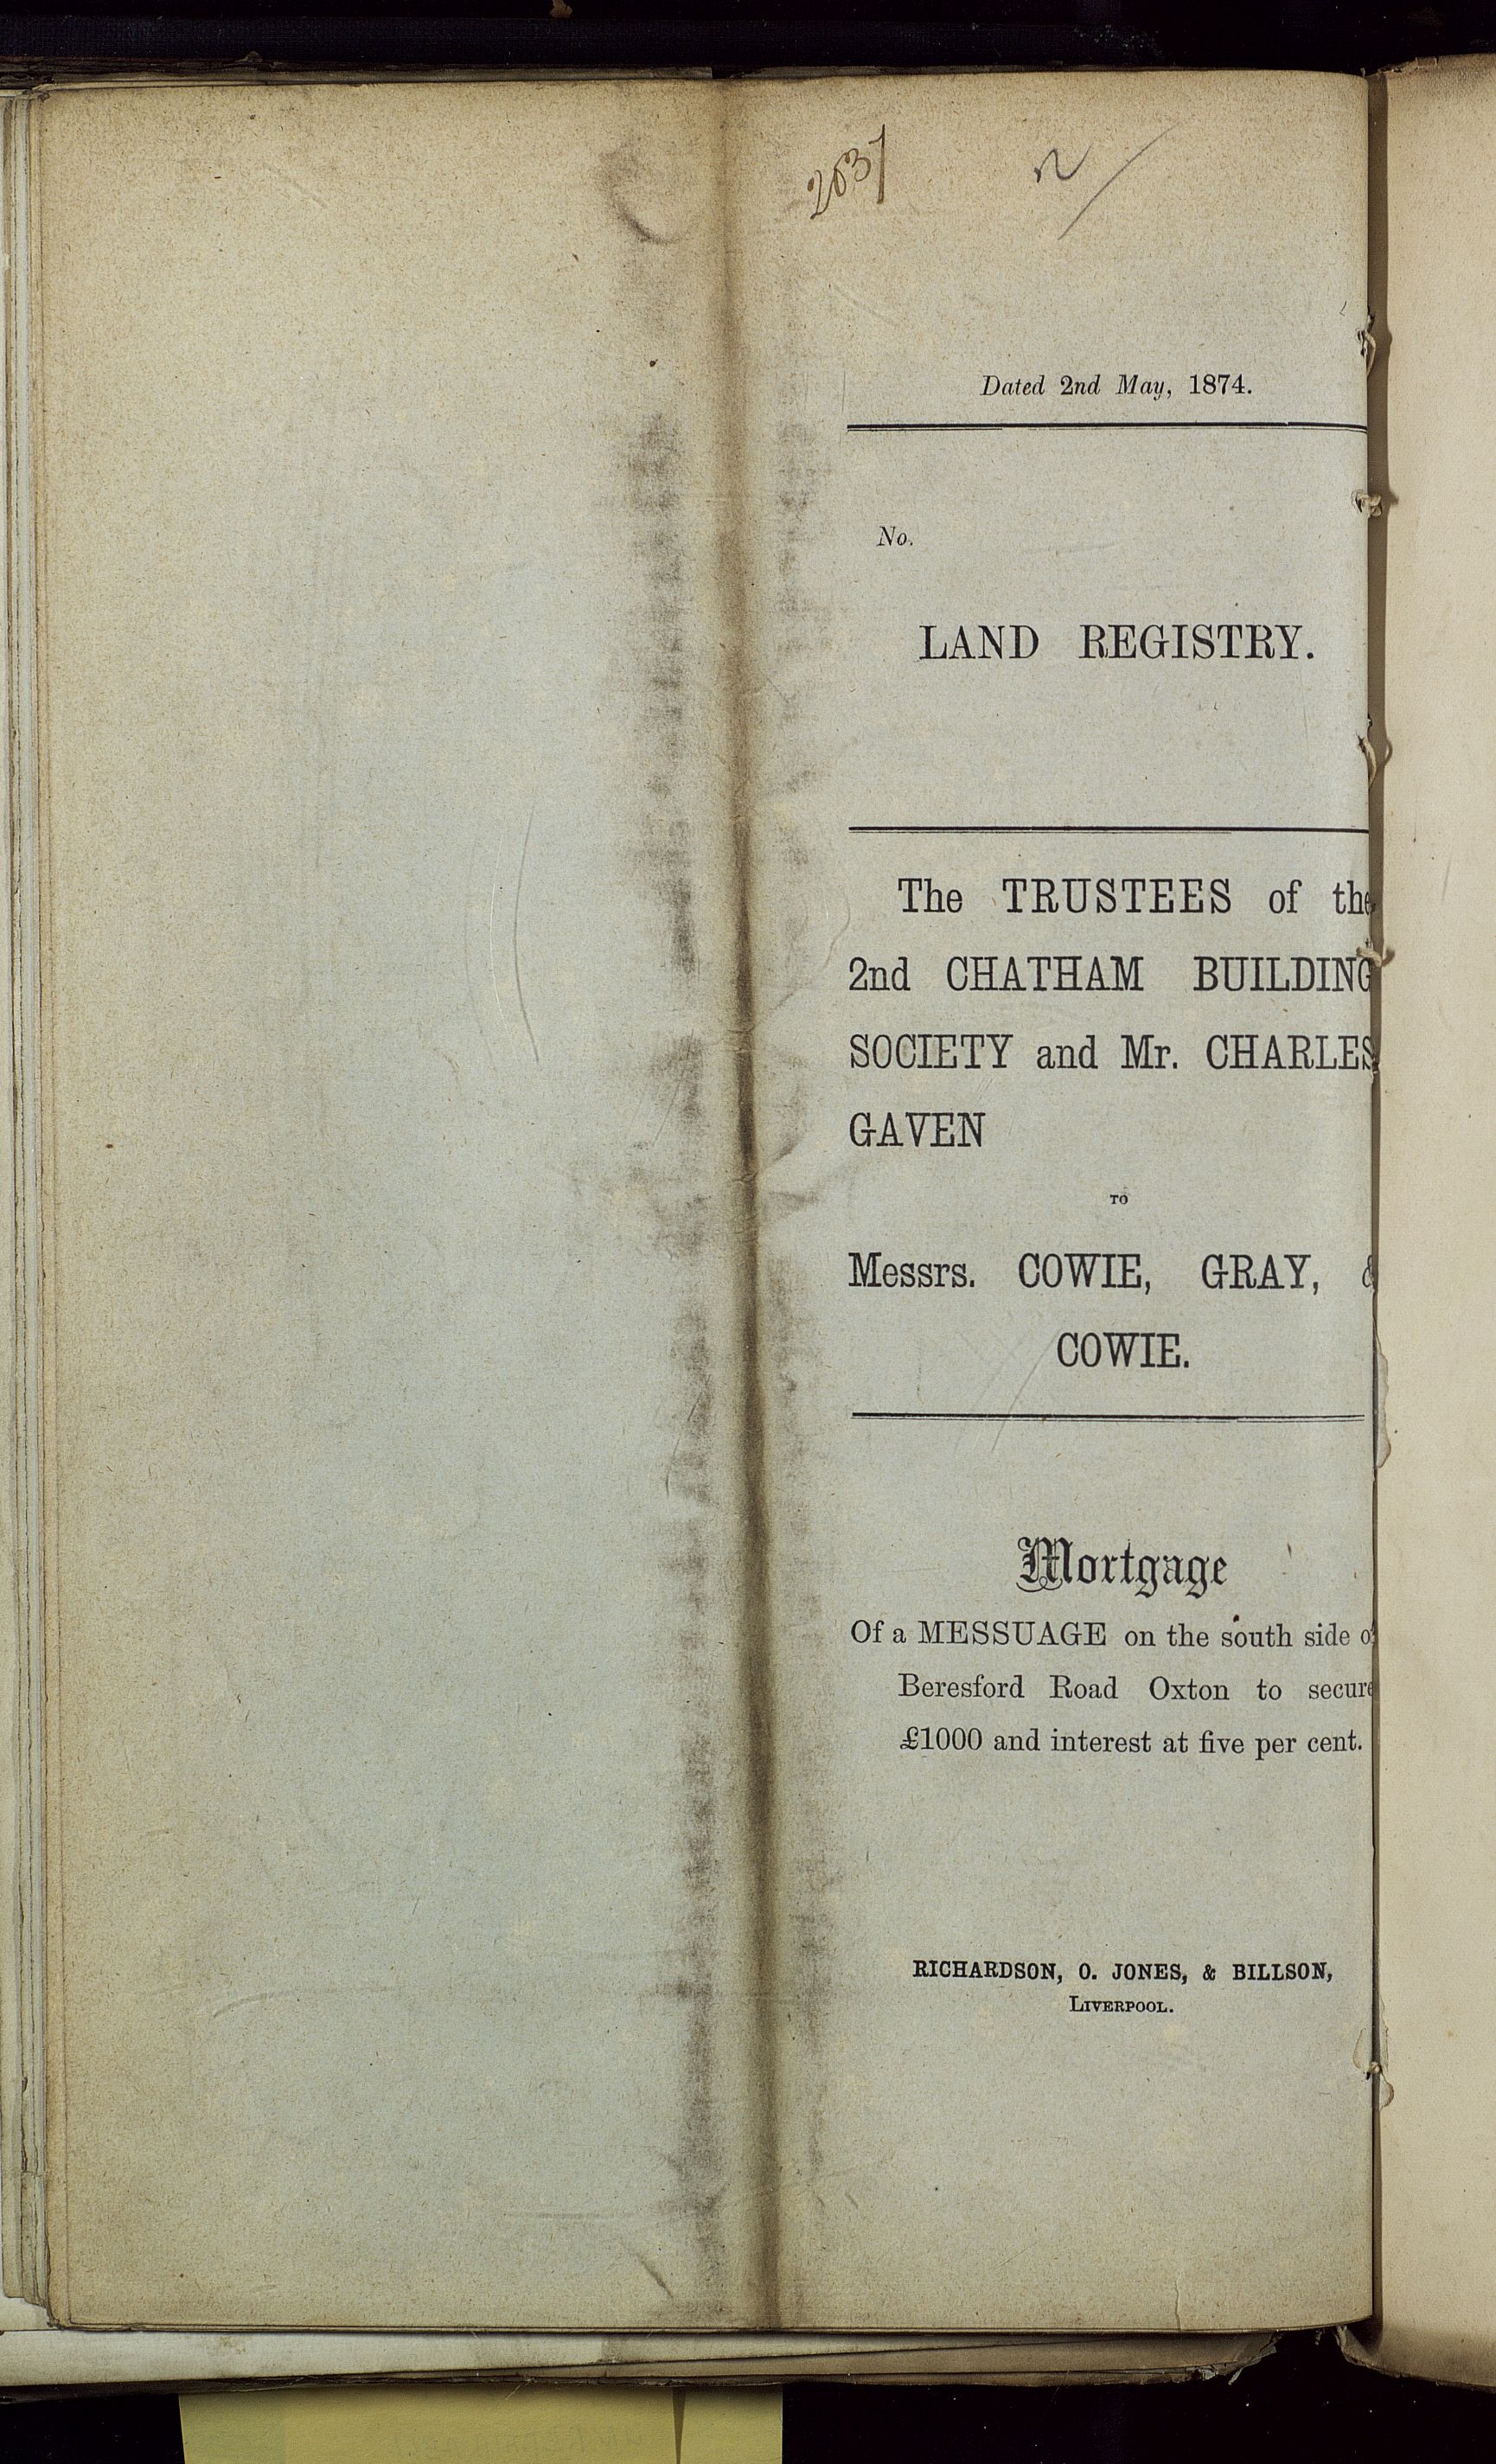 2631
Dated 2nd May, 1874.
No.
LAND REGISTRY.
The TRUSTEES of the
2nd CHATHAM BUILDING
SOCIETY and Mr. CHARLES
GAVEN
TO
Messrs. COWIE, GRAY, &
COWIE.
Mortgage
Of a MESSUAGE on the south side of
Beresford Road Oxton to secure
£1000 and interest at five per cent.
RICHARDSON, O. JONES, & BILLSON,
LIVERPOOL.